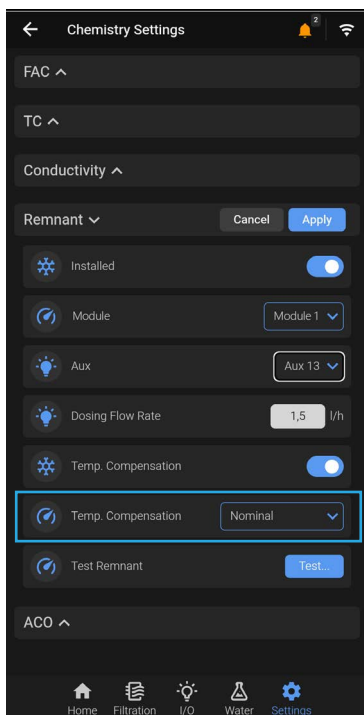 Chemistry Settings
2
FAC
TC
Conductivity
Remnant
Cancel
Apply
Installed
Module
Module 1
Aux
Aux 13
Dosing Flow Rate
1,5
l/h
Temp. Compensation
Temp. Compensation
Nominal
Test Remnant
Test...
ACO
Home
Filtration
I/O
Water
Settings